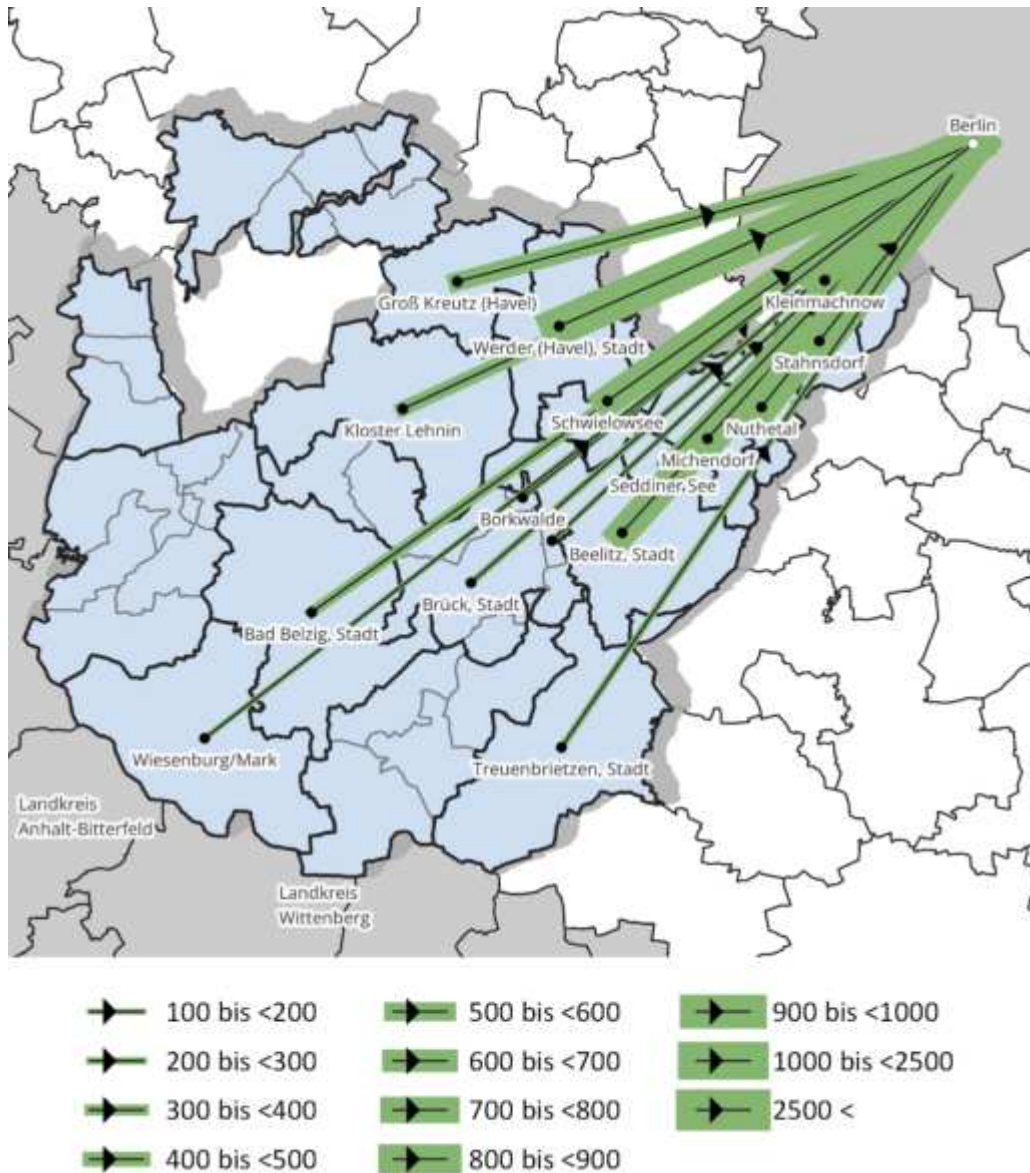 Berlin
Kleinmachnow
Groß Kreutz (Havel)
Werder (Havel), Stadt
Stahnsdorf
Schwielowsee
Nuthetal
Kloster Lehnin
Michendorf
Seddiner See
Borkwalde
Beelitz, Stadt
Brück, Stadt
Bad Belzig, Stadt
Wiesenburg/Mark
Treuenbrietzen, Stadt
Landkreis
Anhalt-Bitterfeld
Landkreis
Wittenberg
100 bis <200
200 bis <300
300 bis <400
400 bis <500
500 bis <600
600 bis <700
700 bis <800
800 bis <900
900 bis <1000
1000 bis <2500
2500 <